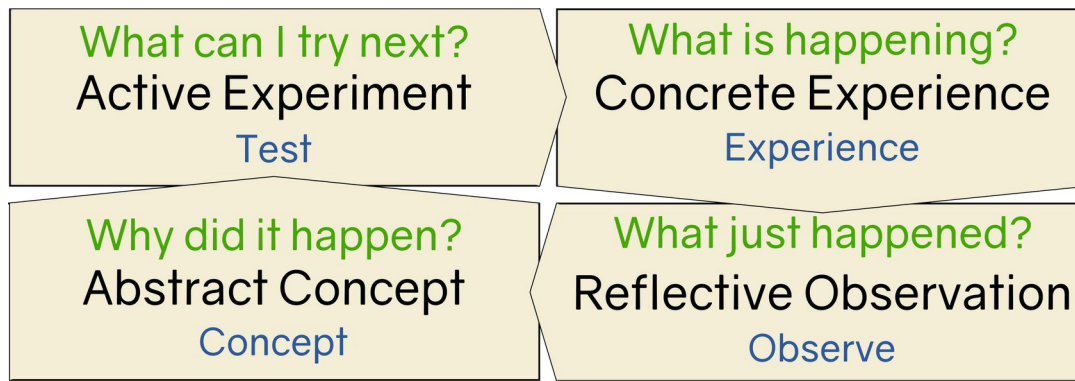 What can I try next?
Active Experiment
Test
What is happening?
Concrete Experience
Experience
Why did it happen?
Abstract Concept
Concept
What just happened?
Reflective Observation
Observe